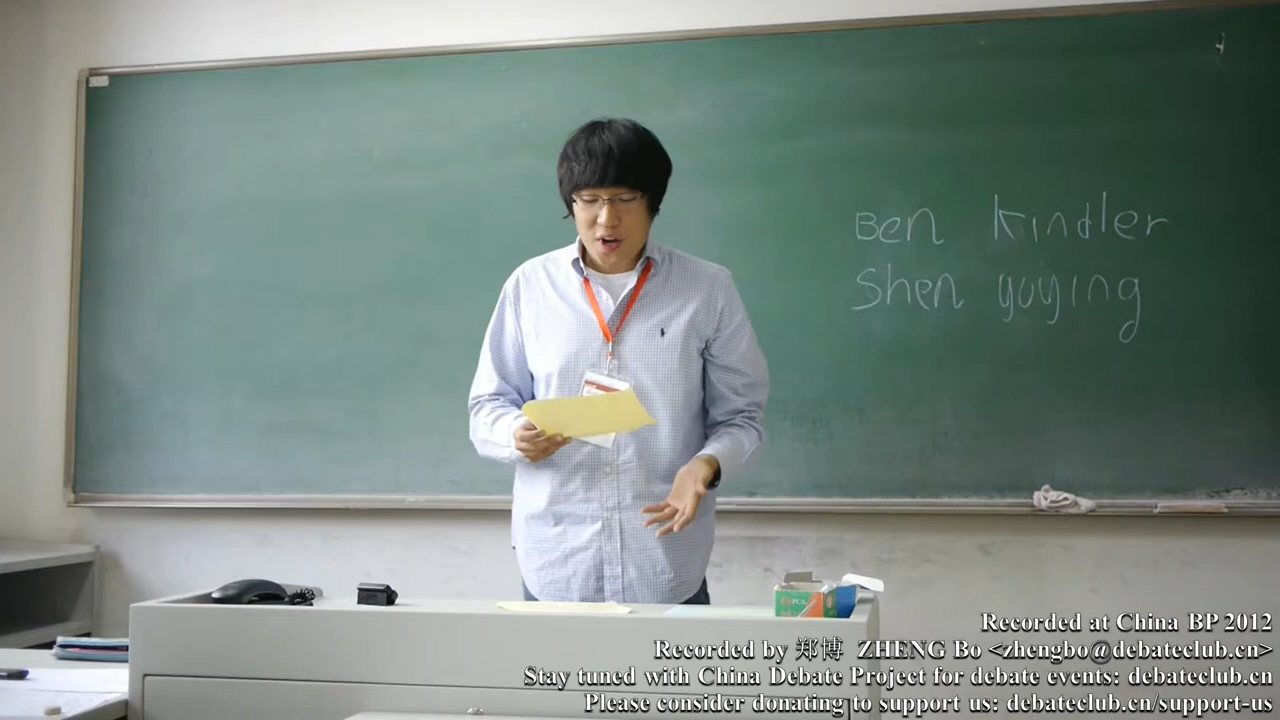 Ben Kindler
Shen yuying
Recorded at China BP 2012
Recorded by 郑博 ZHENG Bo <zhengbo@debateclub.cn>
Stay tuned with China Debate Project for debate events: debateclub.cn
Please consider donating to support us: debateclub.cn/support-us